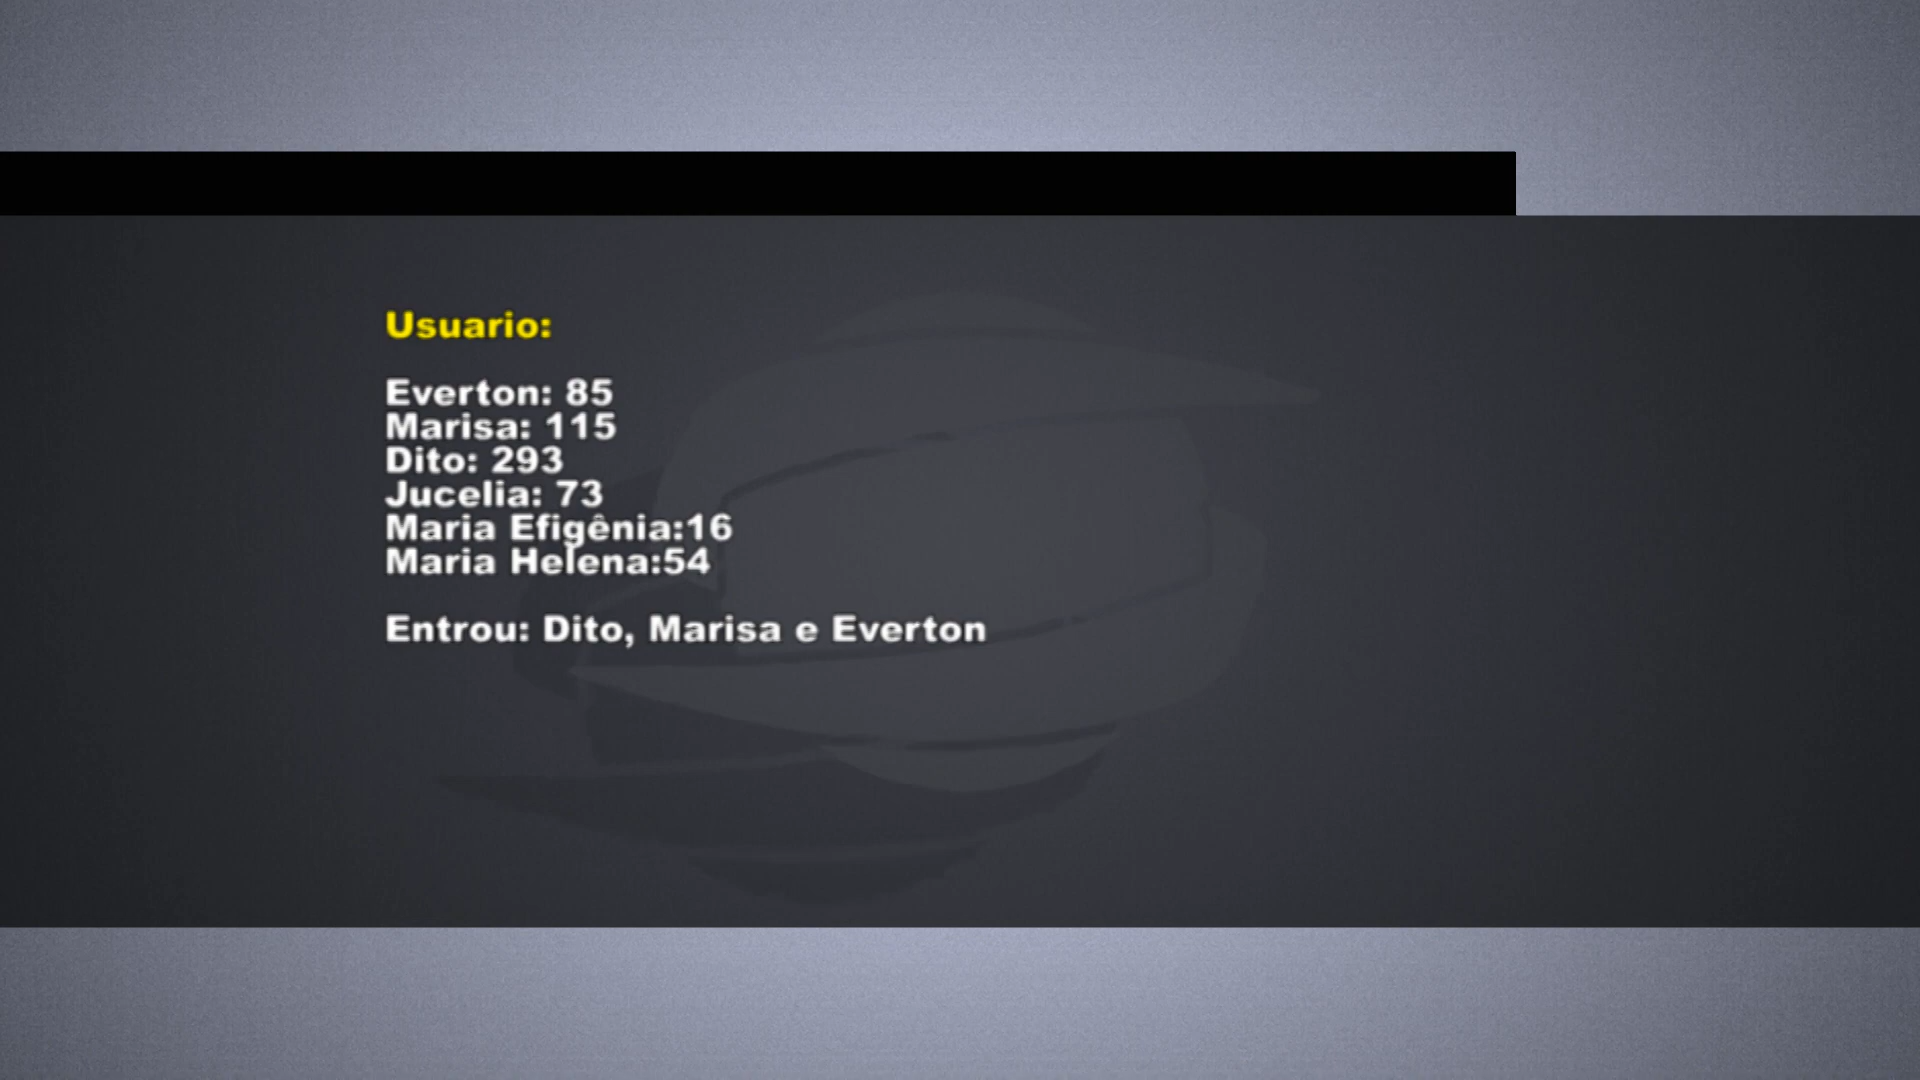 Usuario:
Everton: 85
Marisa: 115
Dito: 293
Jucelia: 73
Maria Efigênia:16
Maria Helena:54
Entrou: Dito, Marisa e Everton